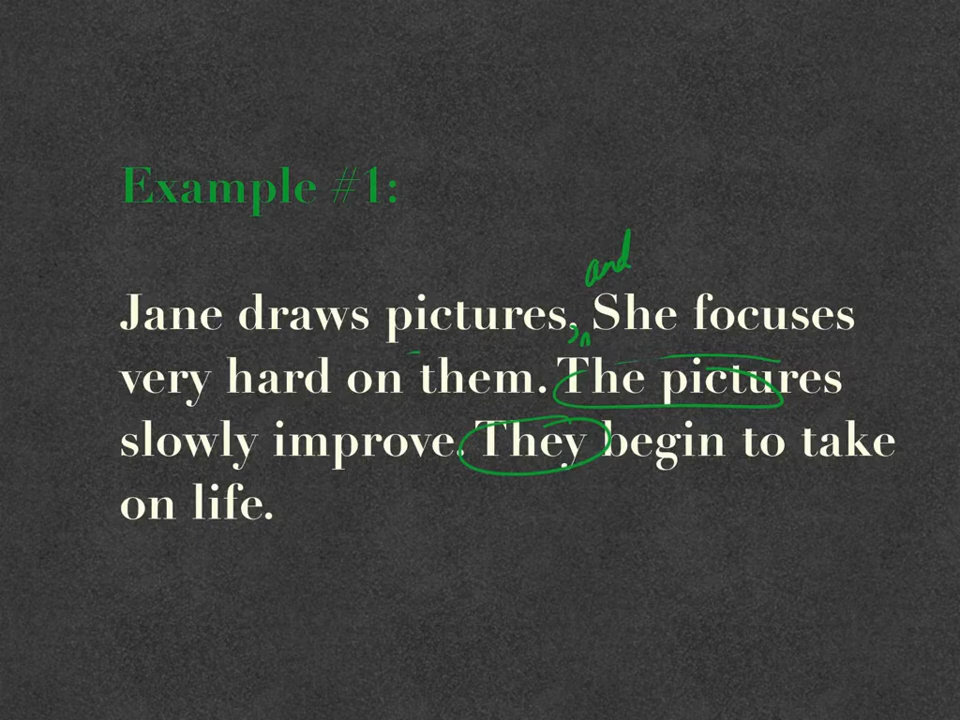 Example #1:
and
Jane draws pictures, She focuses
very hard on them. The pictures
slowly improve. They begin to take
on life.